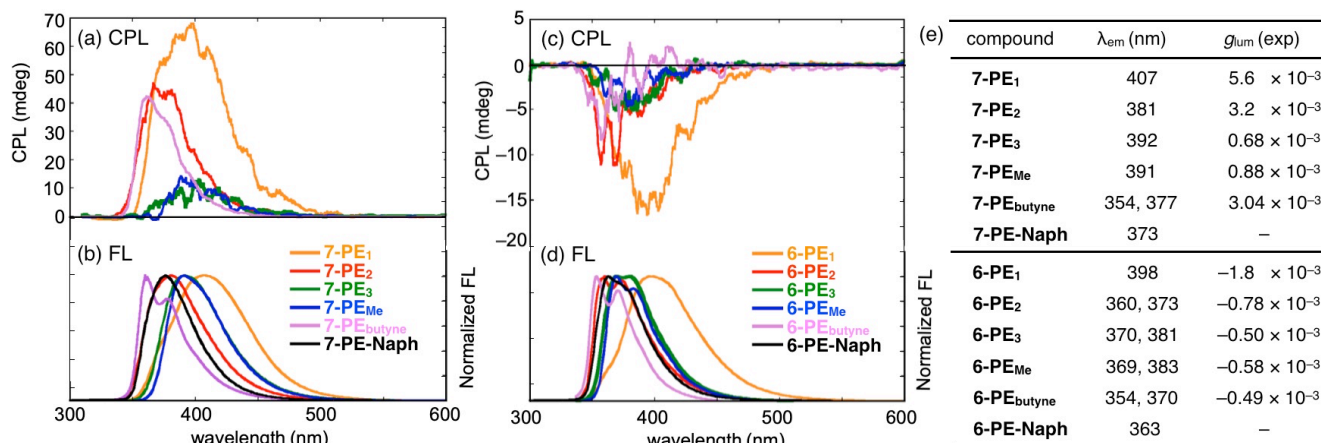 (a) CPL
CPL (mdeg)
70
60
50
40
30
20
10
0
(b) FL
7-PE1
7-PE2
7-PE3
7-PEMe
7-PEbutyne
7-PE-Naph
Normalized FL
300 400 500 600
wavelength (nm)
(c) CPL
CPL (mdeg)
5
0
−5
−10
−15
−20
(d) FL
6-PE1
6-PE2
6-PE3
6-PEMe
6-PEbutyne
6-PE-Naph
Normalized FL
300 400 500 600
wavelength (nm)
(e)
compound λem (nm) glum (exp)
7-PE1 407 5.6 × 10−3
7-PE2 381 3.2 × 10−3
7-PE3 392 0.68 × 10−3
7-PEMe 391 0.88 × 10−3
7-PEbutyne 354, 377 3.04 × 10−3
7-PE-Naph 373 –
6-PE1 398 −1.8 × 10−3
6-PE2 360, 373 −0.78 × 10−3
6-PE3 370, 381 −0.50 × 10−3
6-PEMe 369, 383 −0.58 × 10−3
6-PEbutyne 354, 370 −0.49 × 10−3
6-PE-Naph 363 –